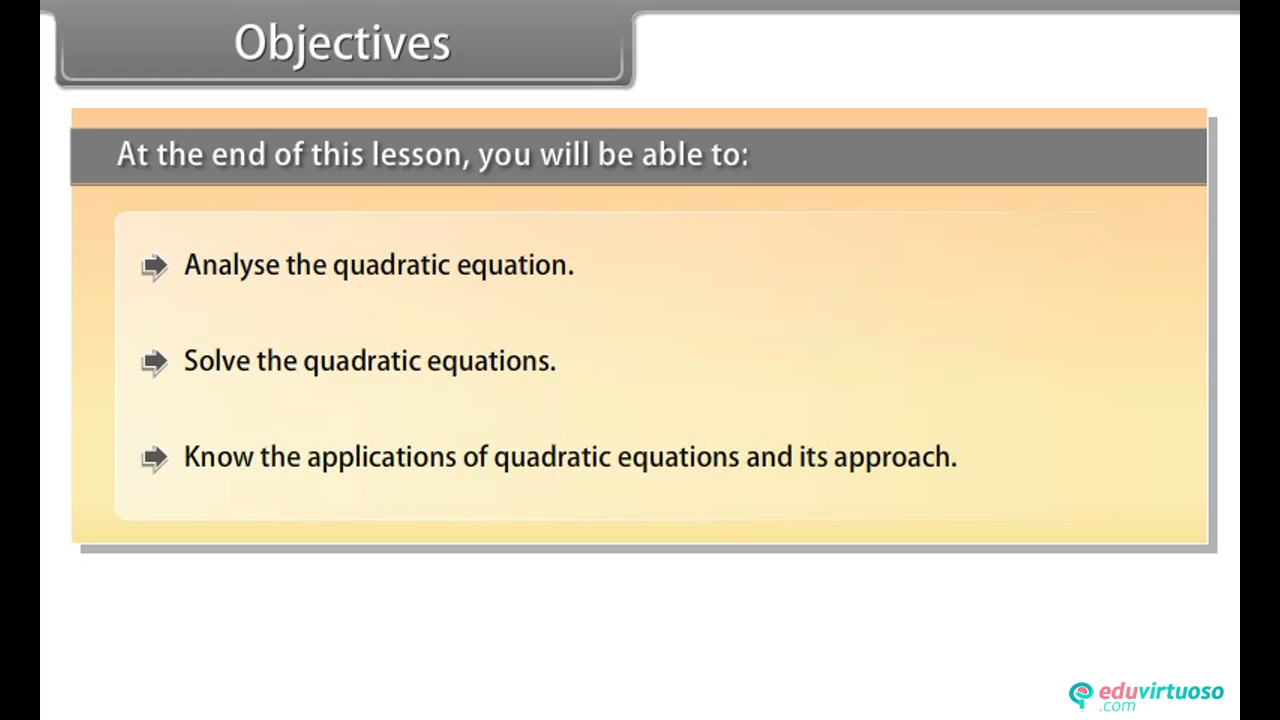 Objectives
At the end of this lesson, you will be able to:
Analyse the quadratic equation.
Solve the quadratic equations.
Know the applications of quadratic equations and its approach.
eduvirtuoso
.com